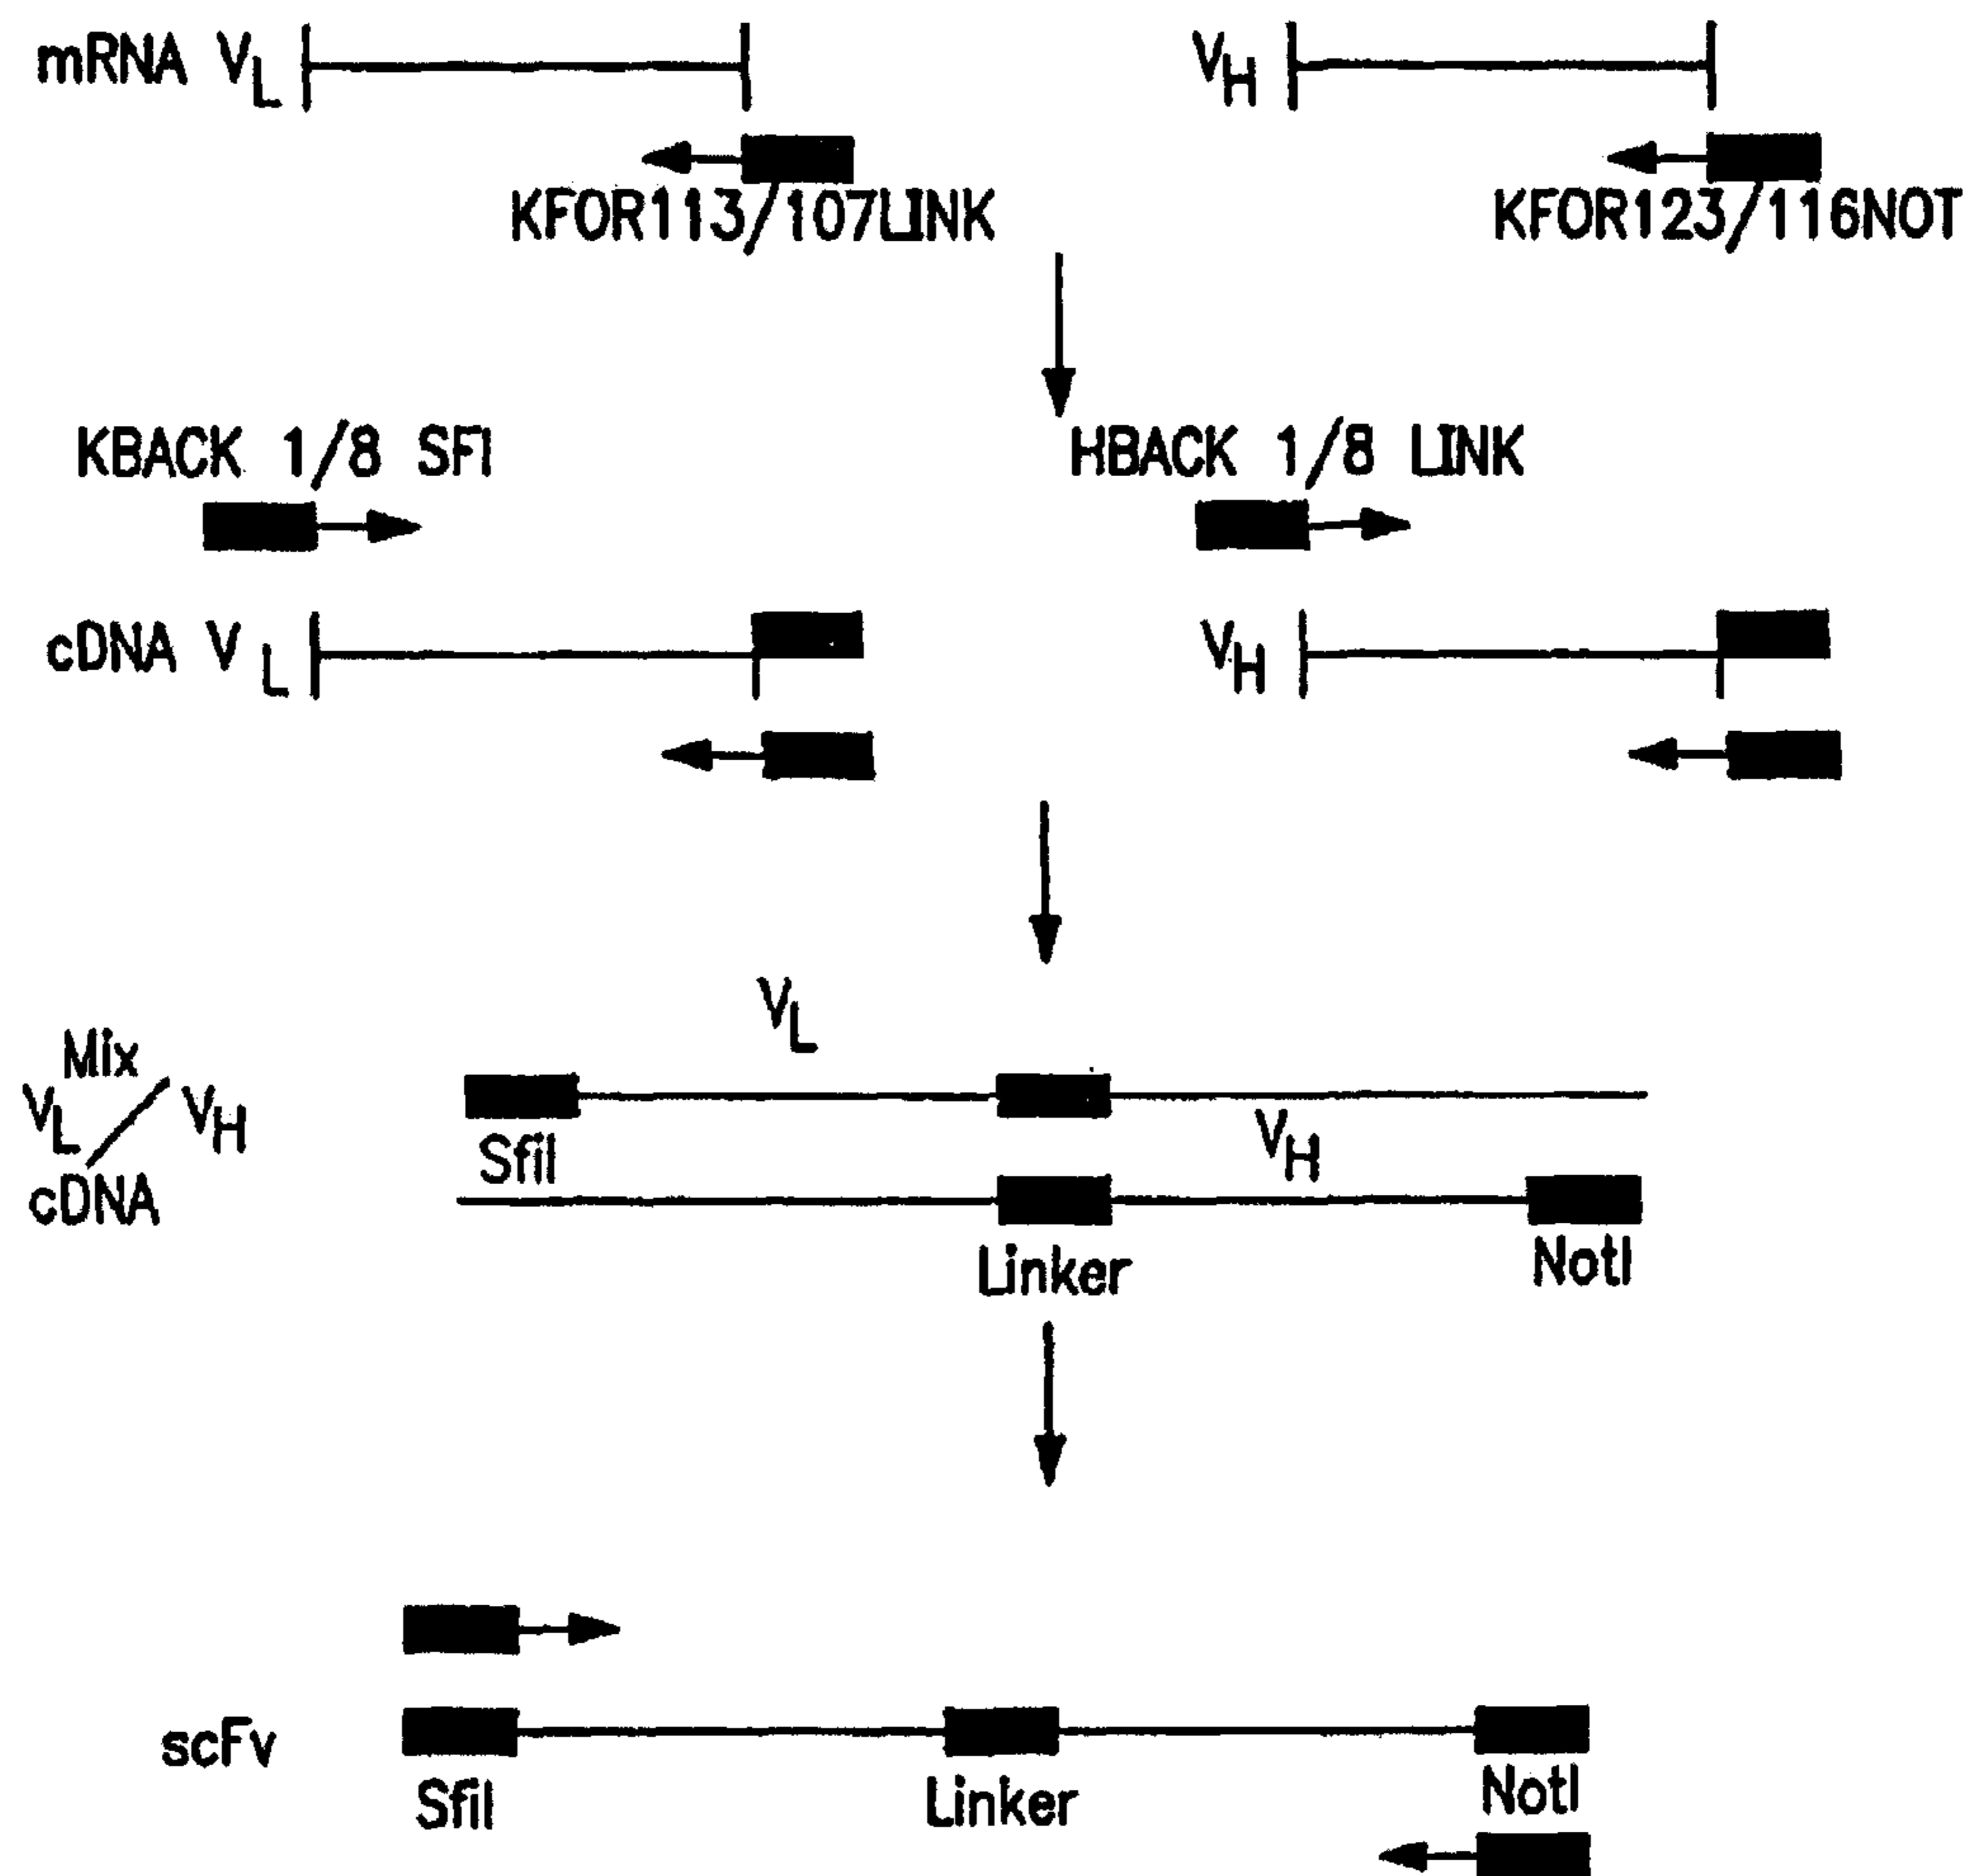 mRNA VL
VH
KFOR113/107LINK
KFOR123/116NOT
KBACK 1/8 SFI
HBACK 1/8 LINK
cDNA VL
VH
VL
Mix
VL/VH
cDNA
SfiI
VH
Linker
NotI
scFv
SfiI
Linker
NotI